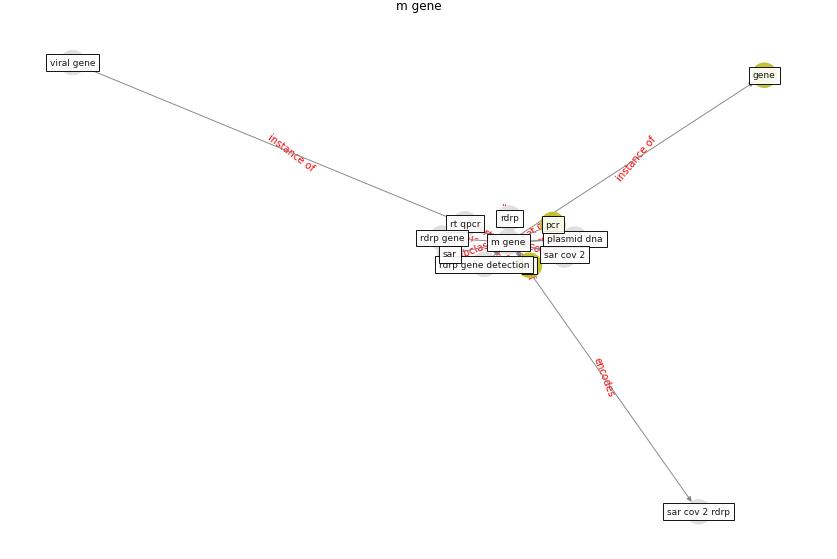 m gene
viral gene
gene
instance of
instance of
rdrp
rt qpcr
pcr
rdrp gene
m gene
plasmid dna
sar
sar cov 2
rdrp gene detection
encodes
sar cov 2 rdrp